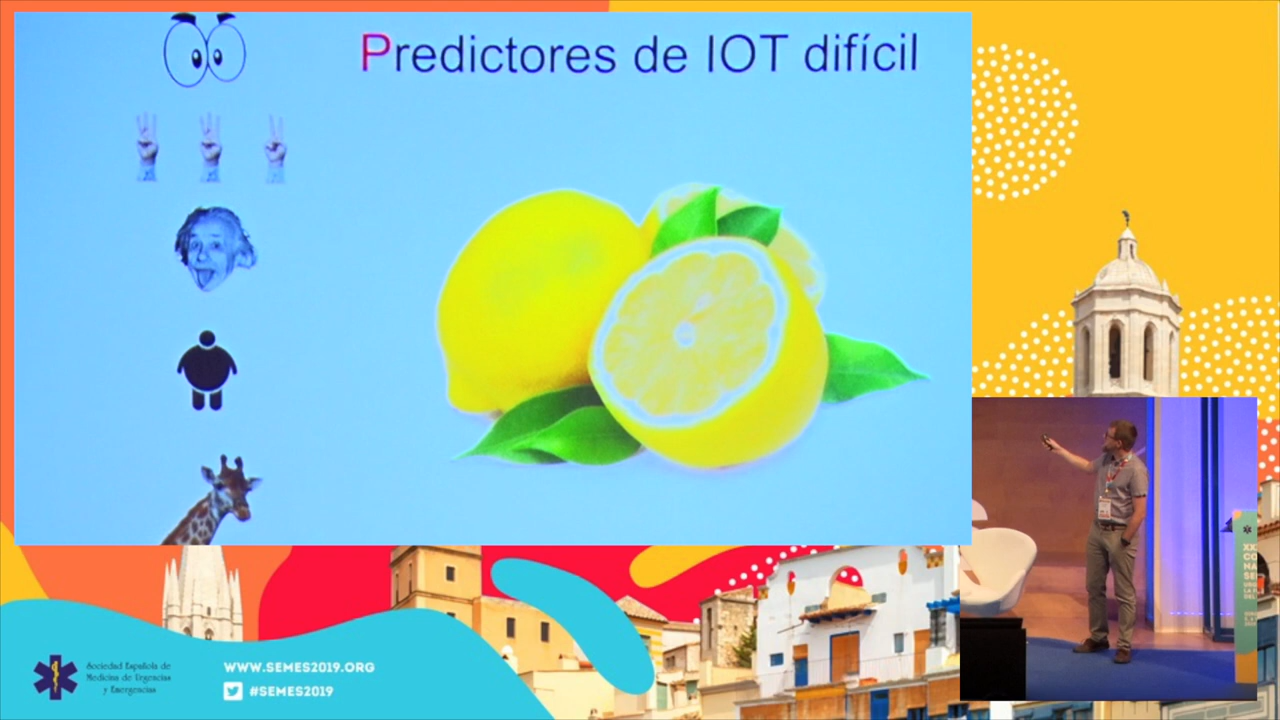 Predictores de IOT difícil
Sociedad Española de
Medicina de Urgencias
y Emergencias
WWW.SEMES2019.ORG
#SEMES2019